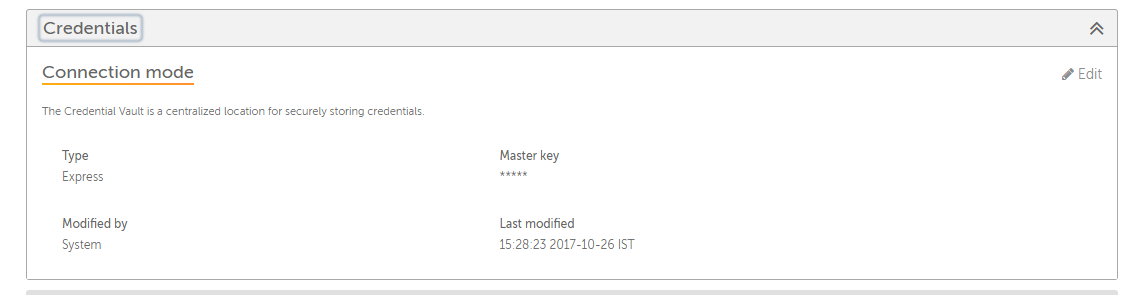 Credentials
Connection mode
Edit
The Credential Vault is a centralized location for securely storing credentials.
Type
Master key
Express
*****
Modified by
Last modified
System
15:28:23 2017-10-26 IST